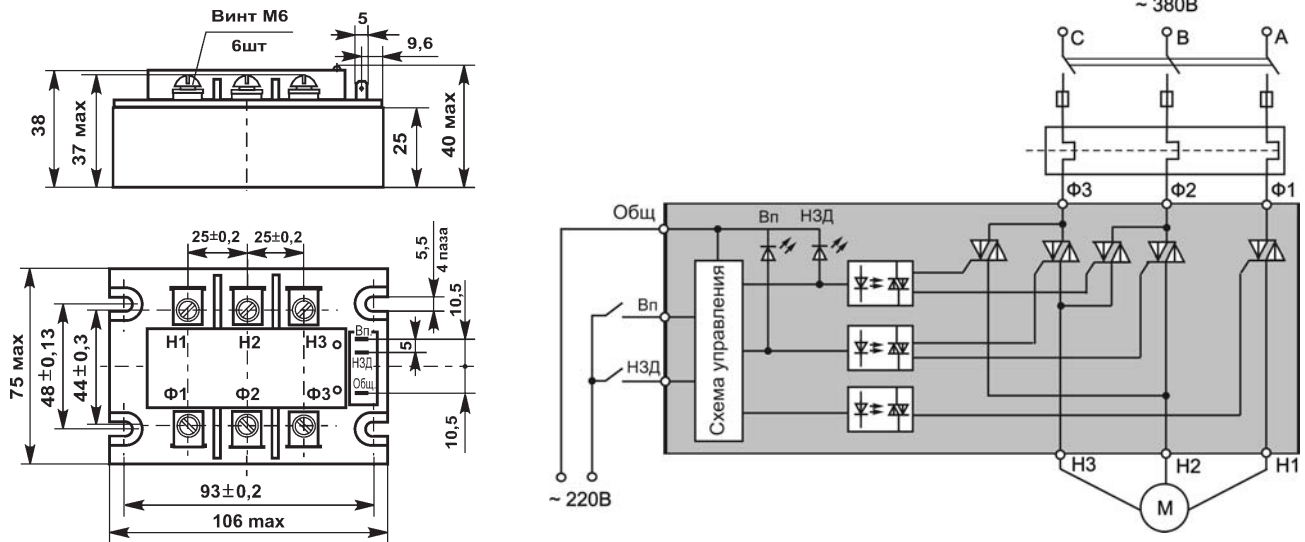 Винт М6
6шт
5
9,6
38
37 мах
25
40 мах
25±0,2
25±0,2
5,5
4 паза
10,5
75 мах
48±0,13
44±0,3
Н1
Н2
Н3
Вп.
5
НЗД
Общ.
Ф1
Ф2
Ф3
10,5
93±0,2
106 max
~ 380В
С
В
А
Ф3
Ф2
Ф1
Общ
Вп
НЗД
Вп
НЗД
Схема управления
~ 220В
Н3
Н2
Н1
М